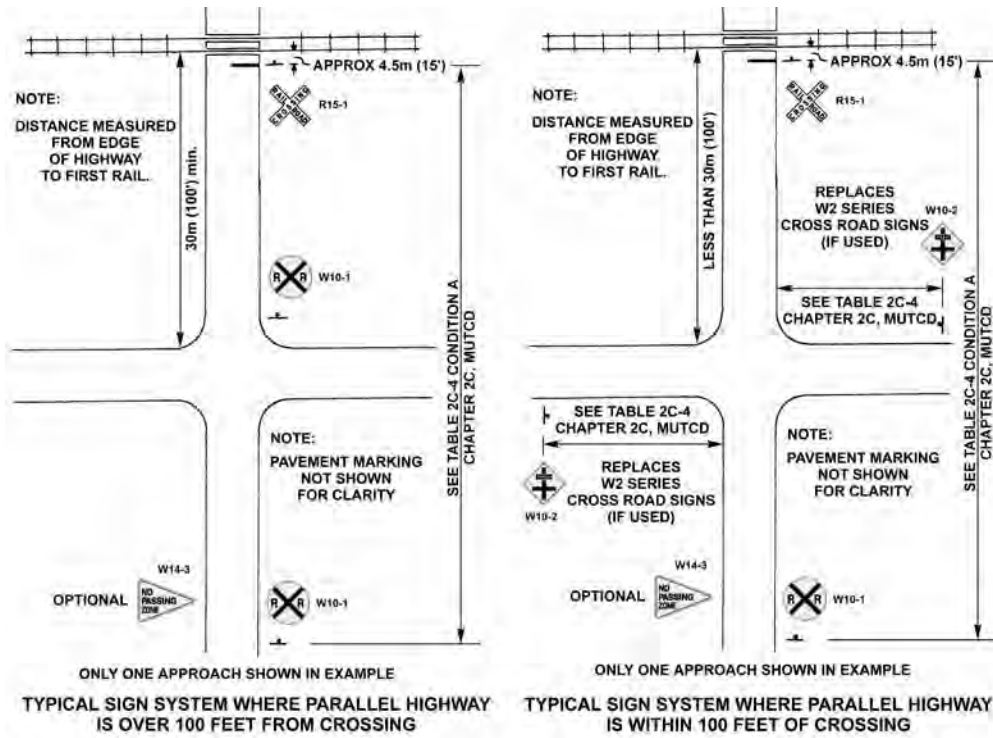 APPROX 4.5m (15')
NOTE:
DISTANCE MEASURED
FROM EDGE
OF HIGHWAY
TO FIRST RAIL.
30m (100') min.
RAIL ROAD
CROSSING
R15-1
R R
W10-1
SEE TABLE 2C-4 CONDITION A
CHAPTER 2C, MUTCD
NOTE:
PAVEMENT MARKING
NOT SHOWN
FOR CLARITY
W14-3
OPTIONAL
NO
PASSING
ZONE
R R
W10-1
ONLY ONE APPROACH SHOWN IN EXAMPLE
TYPICAL SIGN SYSTEM WHERE PARALLEL HIGHWAY
IS OVER 100 FEET FROM CROSSING
APPROX 4.5m (15')
NOTE:
DISTANCE MEASURED
FROM EDGE
OF HIGHWAY
TO FIRST RAIL.
LESS THAN 30m (100')
RAIL ROAD
CROSSING
R15-1
REPLACES
W2 SERIES
CROSS ROAD SIGNS
(IF USED)
W10-2
SEE TABLE 2C-4
CHAPTER 2C, MUTCD
SEE TABLE 2C-4 CONDITION A
CHAPTER 2C, MUTCD
SEE TABLE 2C-4
CHAPTER 2C, MUTCD
REPLACES
W2 SERIES
CROSS ROAD SIGNS
(IF USED)
W10-2
NOTE:
PAVEMENT MARKING
NOT SHOWN
FOR CLARITY
W14-3
OPTIONAL
NO
PASSING
ZONE
R R
W10-1
ONLY ONE APPROACH SHOWN IN EXAMPLE
TYPICAL SIGN SYSTEM WHERE PARALLEL HIGHWAY
IS WITHIN 100 FEET OF CROSSING